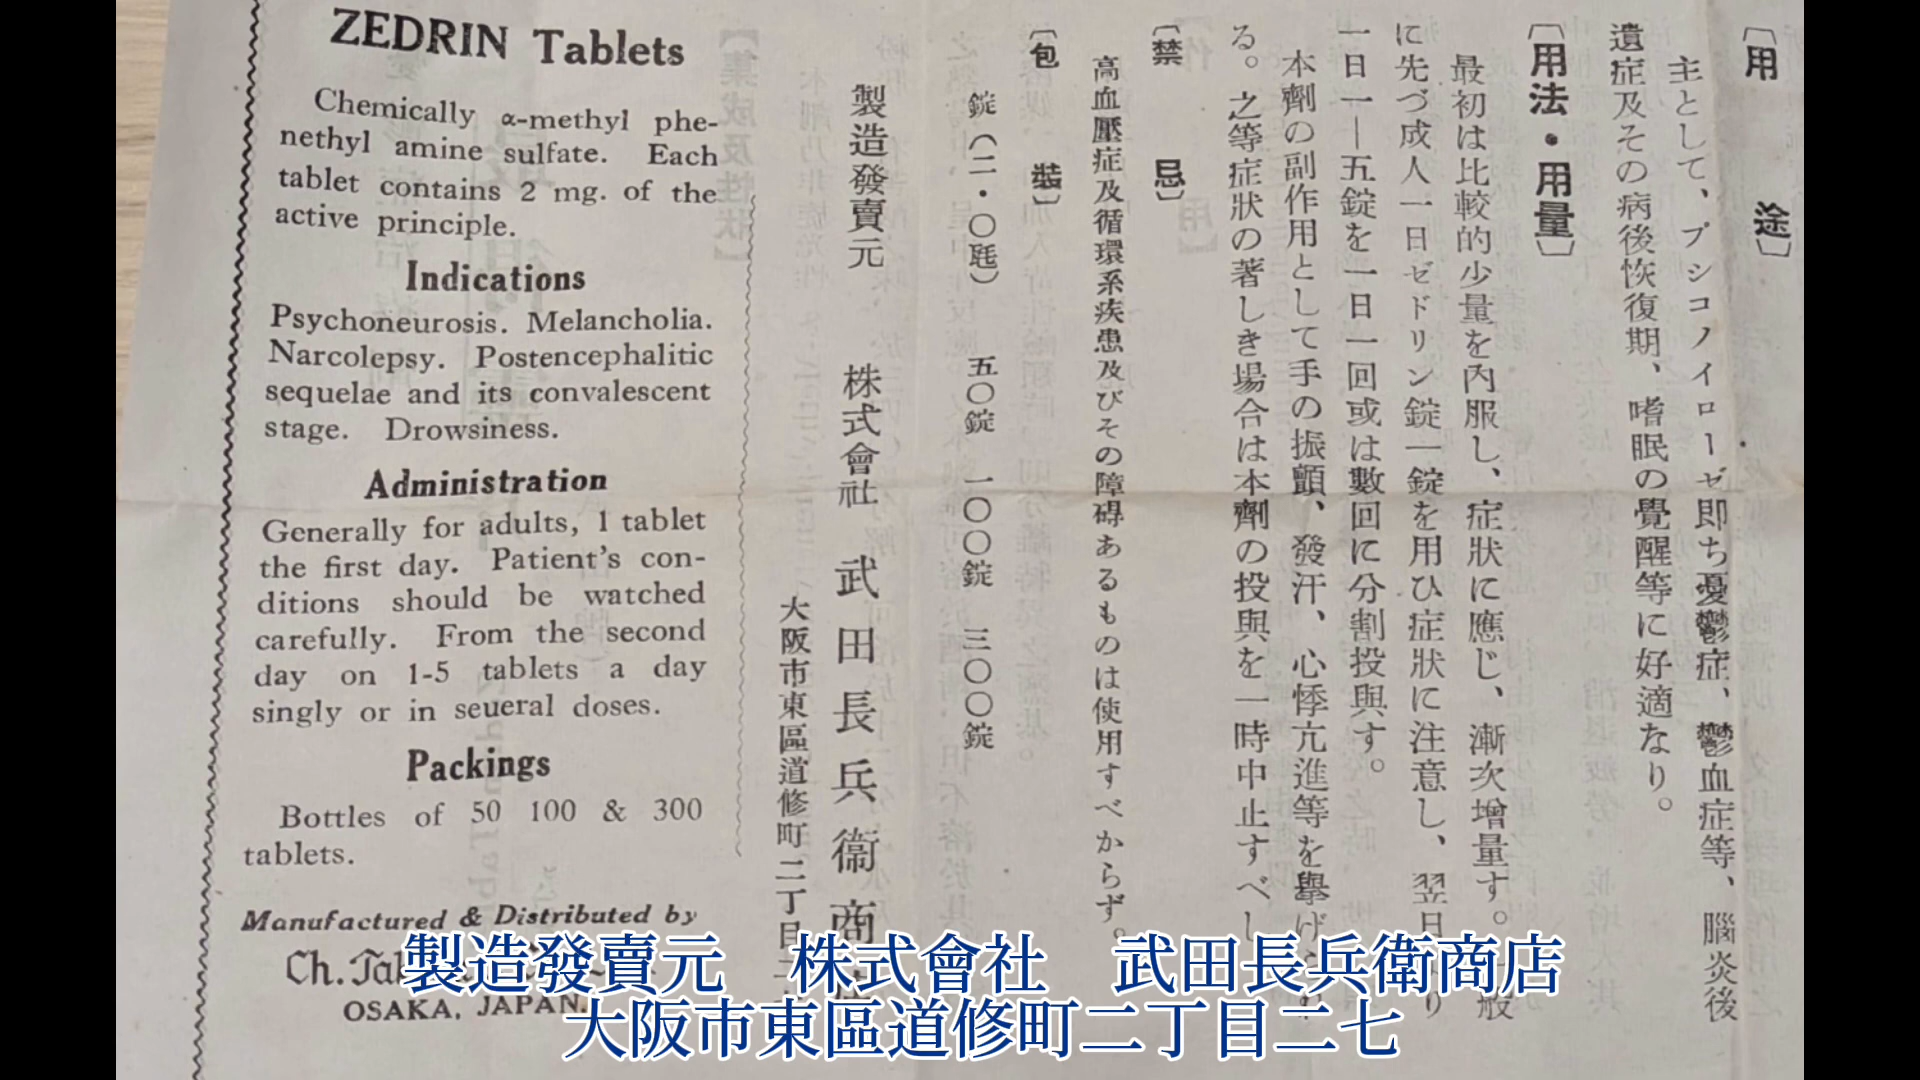 〔用　途〕
主として、プシコノイローゼ即ち憂鬱症、鬱血症等、腦炎後
遺症及その病後恢復期、嗜眠の覺醒等に好適なり。
〔用法・用量〕
最初は比較的少量を內服し、症狀に應じ、漸次增量す。一般
に先づ成人一日ゼドリン錠一錠を用ひ症狀に注意し、翌日より
一日一―五錠を一日一回或は數回に分割投與す。
本劑の副作用として手の振顫、發汗、心悸亢進等を擧げ
る。之等症狀の著しき場合は本劑の投與を一時中止すべし
〔禁　忌〕
高血壓症及循環系疾患及びその障碍あるものは使用すべからず。
〔包　裝〕
錠（二・〇瓱）　五〇錠　一〇〇錠　三〇〇錠
製造發賣元　株式會社　武田長兵衞商
大阪市東區道修町二丁目
ZEDRIN Tablets
Chemically α-methyl phe-
nethyl amine sulfate. Each
tablet contains 2 mg. of the
active principle.
Indications
Psychoneurosis. Melancholia.
Narcolepsy. Postencephalitic
sequelae and its convalescent
stage. Drowsiness.
Administration
Generally for adults, 1 tablet
the first day. Patient's con-
ditions should be watched
carefully. From the second
day on 1-5 tablets a day
singly or in seueral doses.
Packings
Bottles of 50 100 & 300
tablets.
Manufactured & Distributed by
Ch.
OSAKA, JAPAN.
製造發賣元　株式會社　武田長兵衛商店
大阪市東區道修町二丁目二七